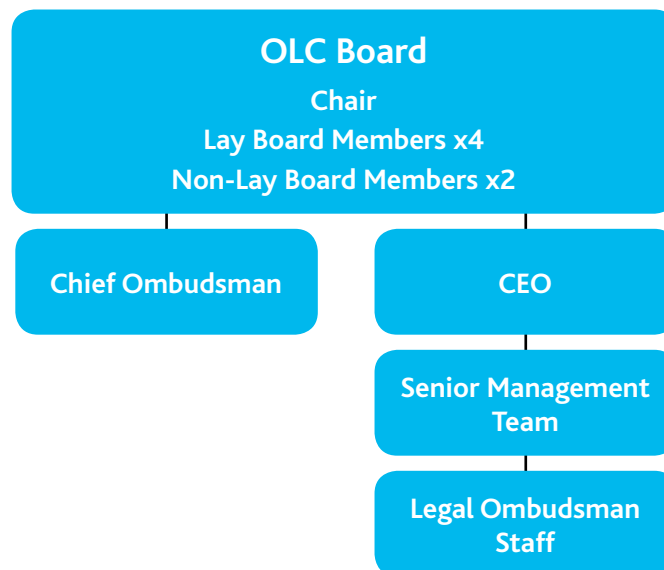 OLC Board
Chair
Lay Board Members x4
Non-Lay Board Members x2
Chief Ombudsman
CEO
Senior Management
Team
Legal Ombudsman
Staff